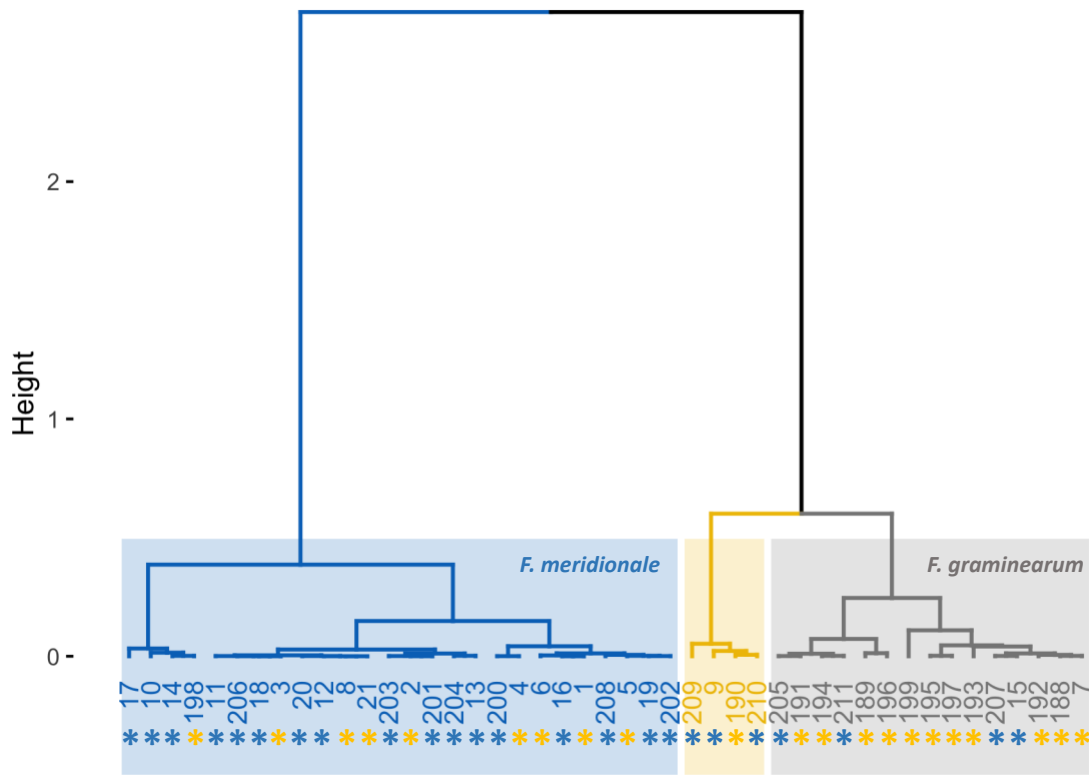 2
1
0
Height
F. meridionale
F. graminearum
17 10 14 198 11 206 18 3 20 12 8 21 203 2 201 204 13 200 4 6 16 1 208 5 19 202 209 9 190 210 205 191 194 211 189 196 199 195 197 193 207 15 192 188 7
* * * * * * * * * * * * * * * * * * * * * * * * * * * * * * * * * * * * * * * * * * * * *